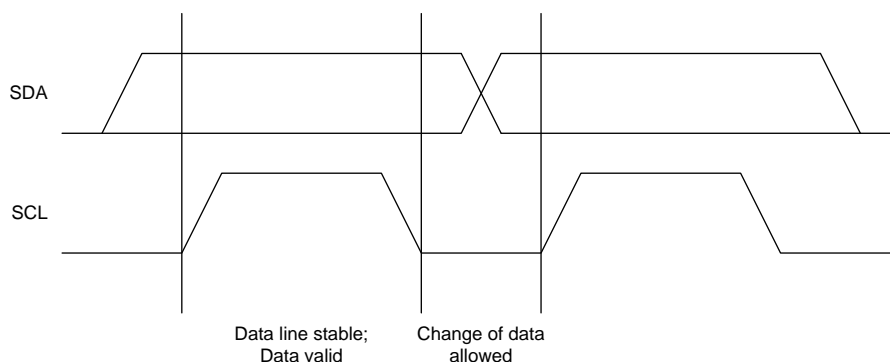 SDA
SCL
Data line stable;
Data valid
Change of data
allowed